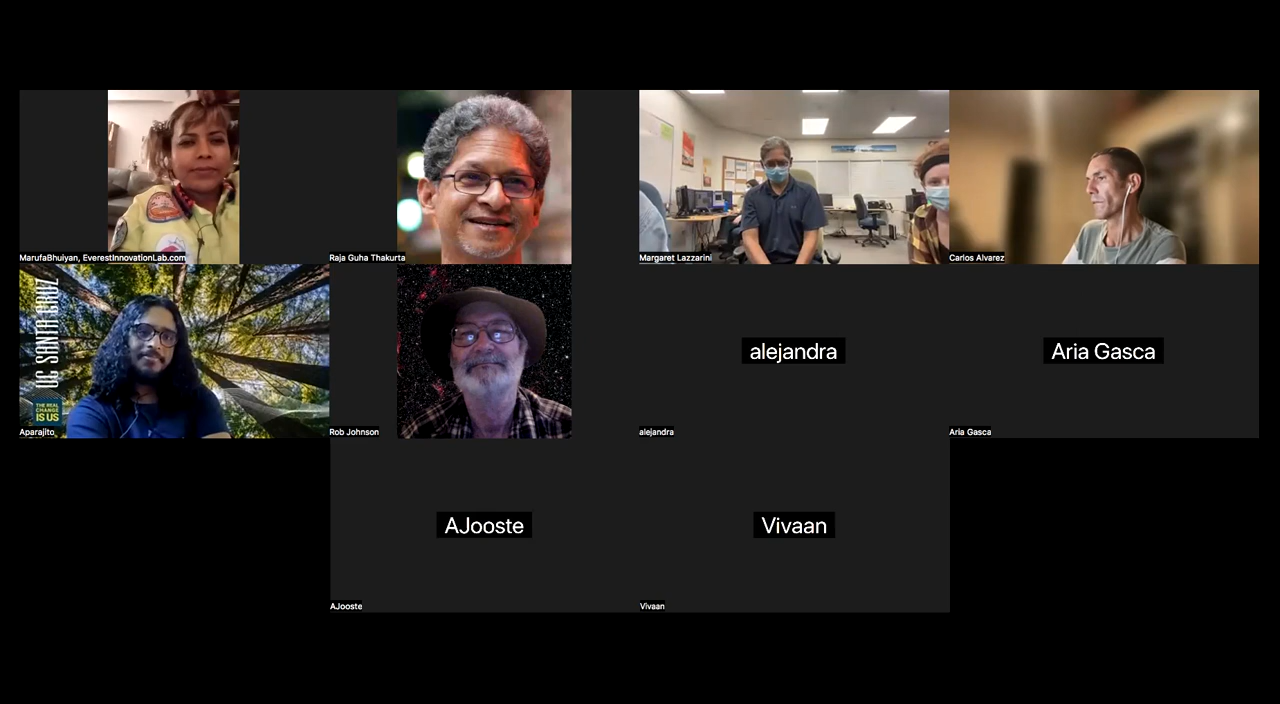 MarufaBhuiyan, EverestInnovationLab.com
Raja Guha Thakurta
Margaret Lazzarini
Carlos Alvarez
UC SANTA CRUZ
THE REAL
CHANGE
IS US
Aparajito
Rob Johnson
alejandra
alejandra
Aria Gasca
Aria Gasca
AJooste
AJooste
Vivaan
Vivaan